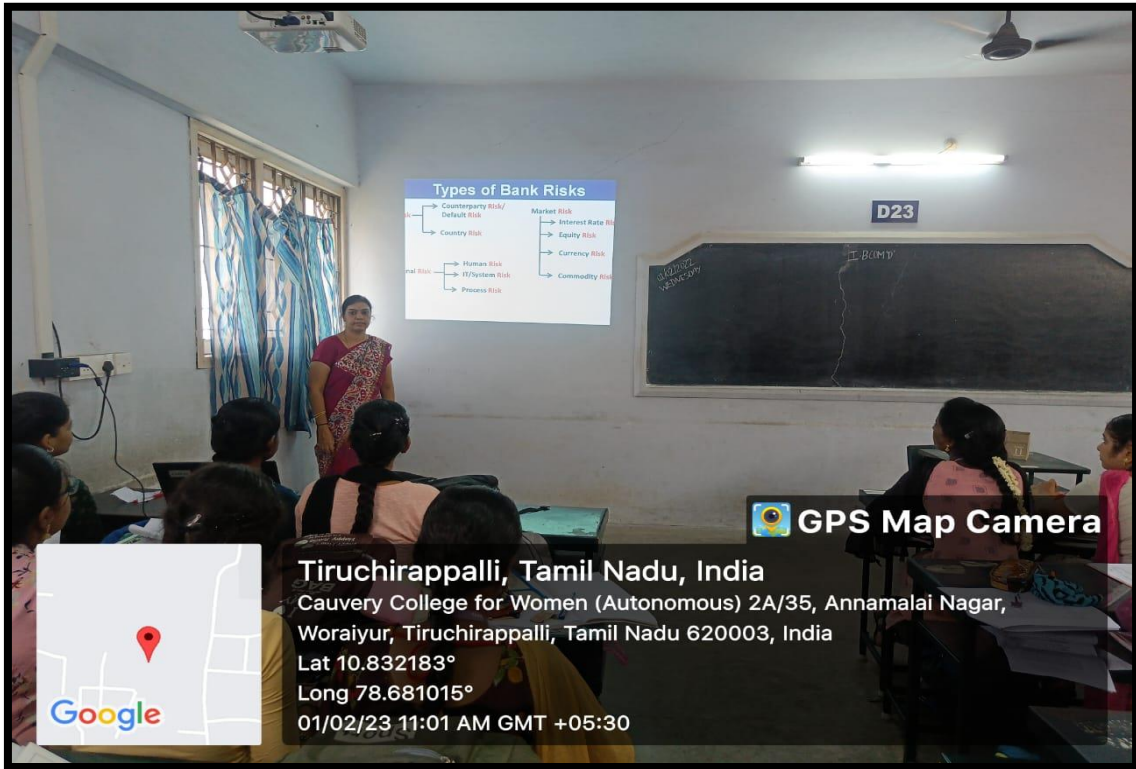 Types of Bank Risks
Counterparty Risk/
Default Risk
Country Risk
Human Risk
IT/System Risk
Process Risk
Market Risk
Interest Rate
Equity Risk
Currency Risk
Commodity Risk
D23
WEDNESDAY
GPS Map Camera
Tiruchirappalli, Tamil Nadu, India
Cauvery College for Women (Autonomous) 2A/35, Annamalai Nagar,
Woraiyur, Tiruchirappalli, Tamil Nadu 620003, India
Lat 10.832183°
Long 78.681015°
01/02/23 11:01 AM GMT +05:30
Google